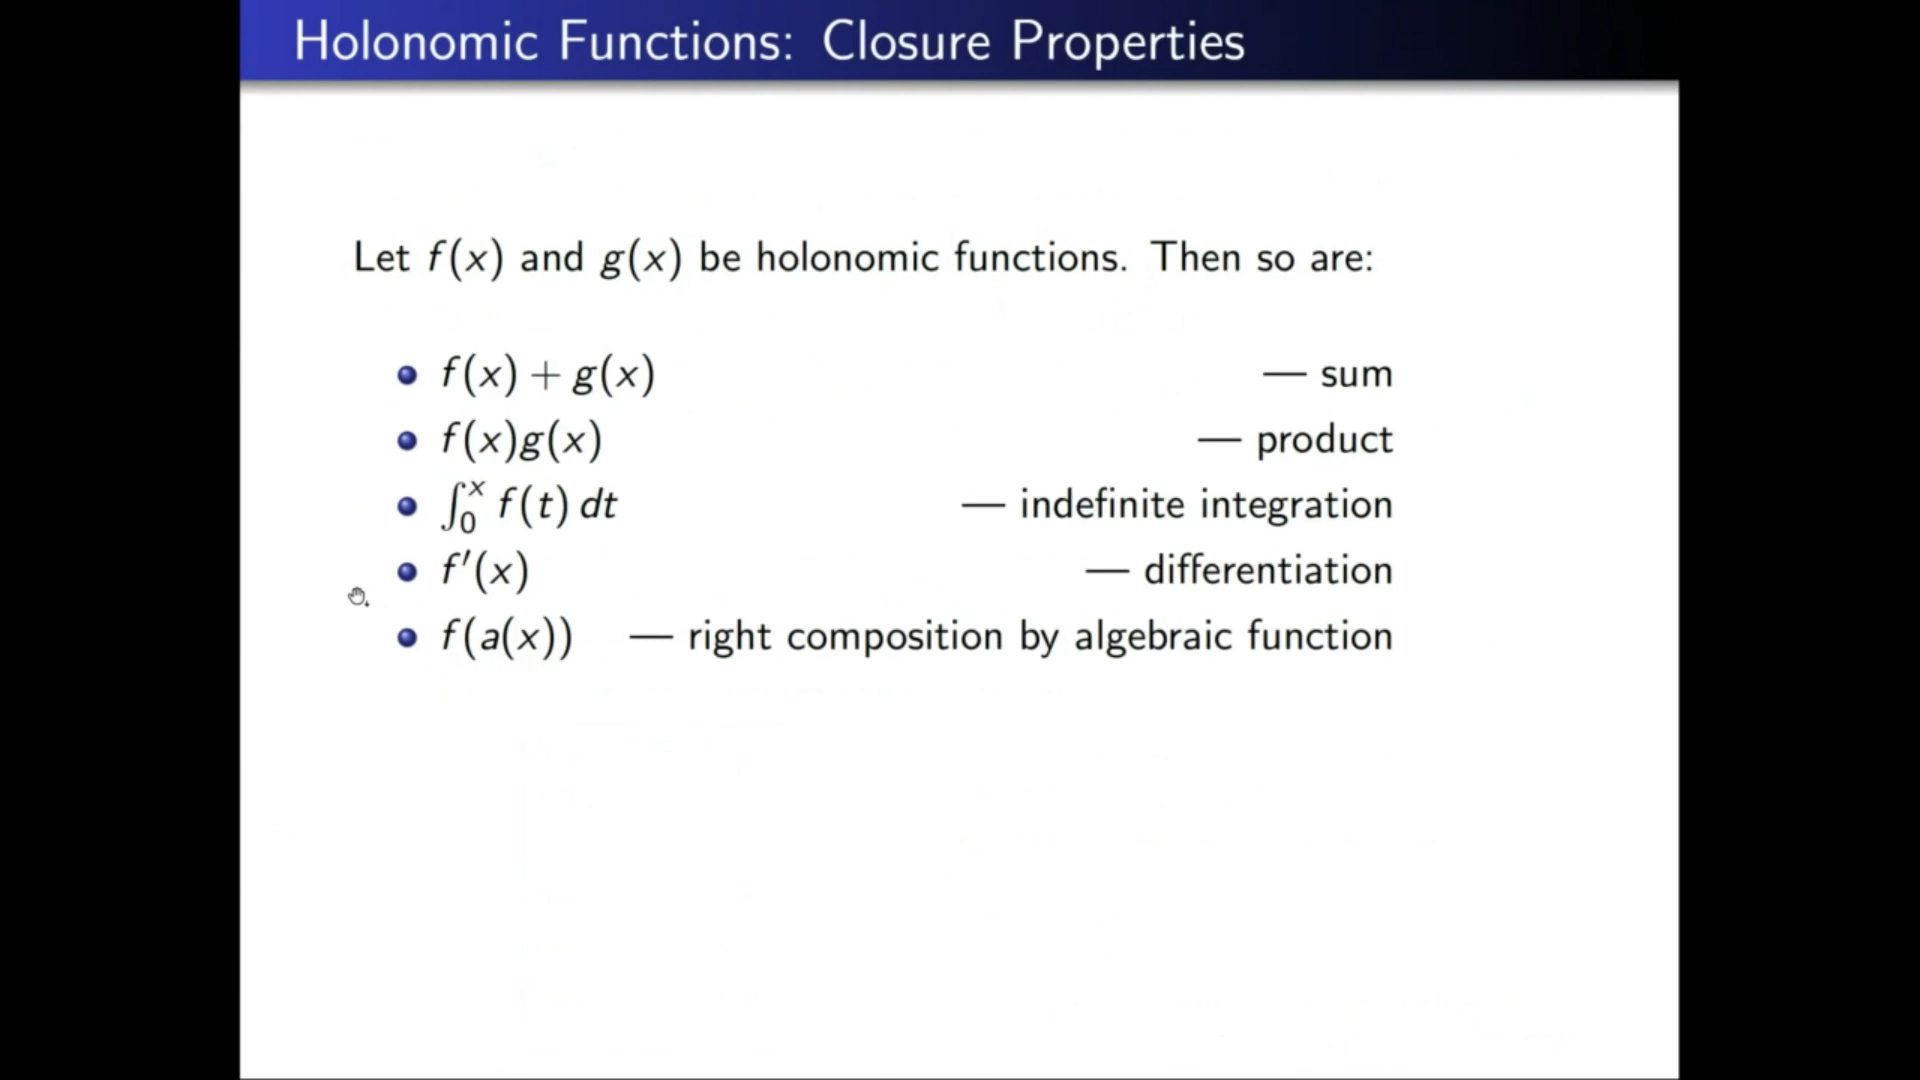 Holonomic Functions: Closure Properties
Let f(x) and g(x) be holonomic functions. Then so are:
f(x) + g(x) — sum
f(x)g(x) — product
∫₀ˣ f(t) dt — indefinite integration
f′(x) — differentiation
f(a(x)) — right composition by algebraic function